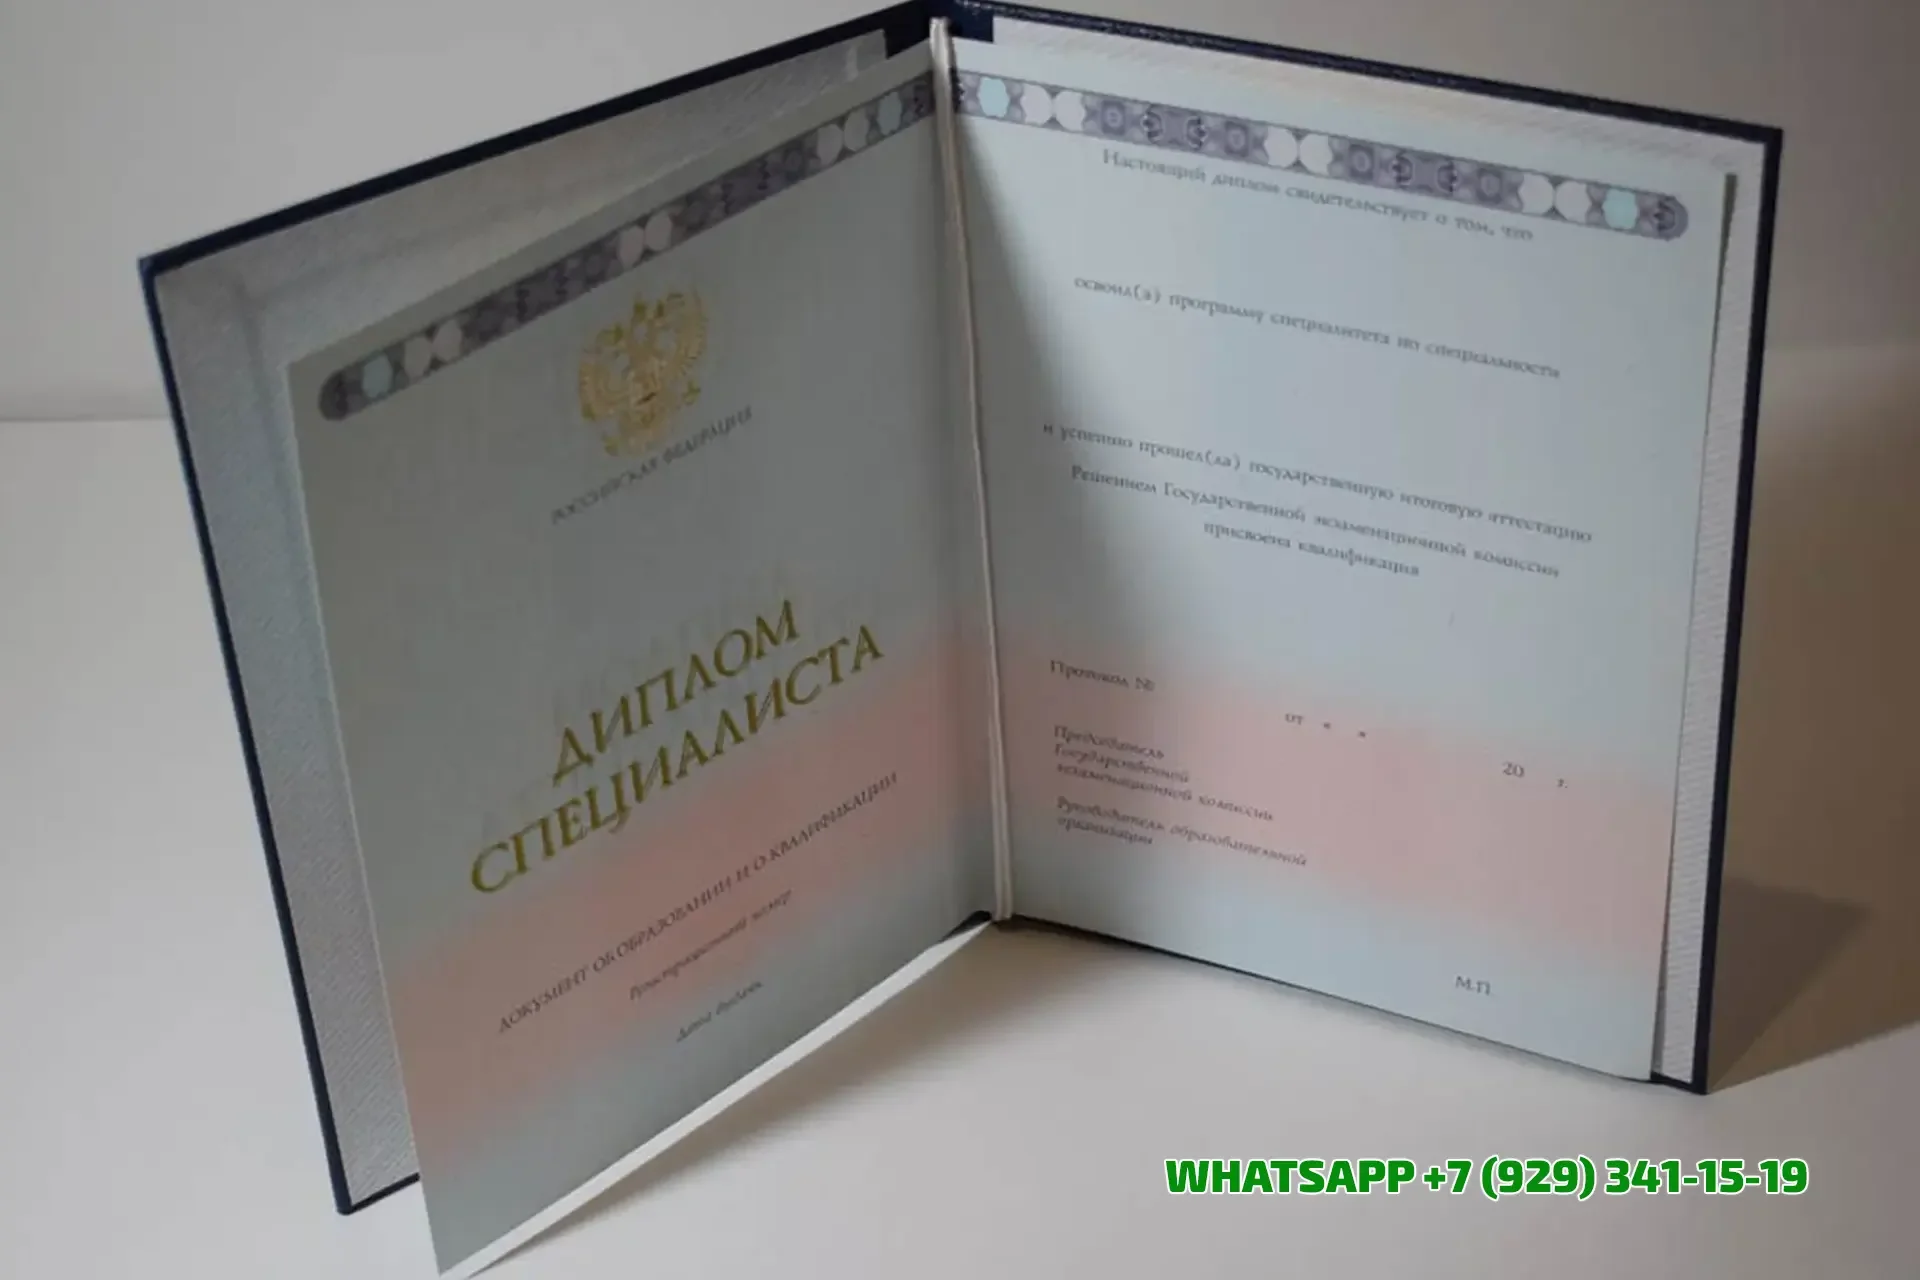 РОССИЙСКАЯ ФЕДЕРАЦИЯ
ДИПЛОМ
СПЕЦИАЛИСТА
ДОКУМЕНТ ОБ ОБРАЗОВАНИИ И О КВАЛИФИКАЦИИ
Регистрационный номер
Дата выдачи
Настоящий диплом свидетельствует о том, что
освоил(а) программу специалитета по специальности
и успешно прошел(ла) государственную итоговую аттестацию
Решением Государственной экзаменационной комиссии
присвоена квалификация
Протокол №
от « »
20 г.
Председатель
Государственной
экзаменационной комиссии
Руководитель образовательной
организации
М.П.
WHATSAPP +7 (929) 341-15-19